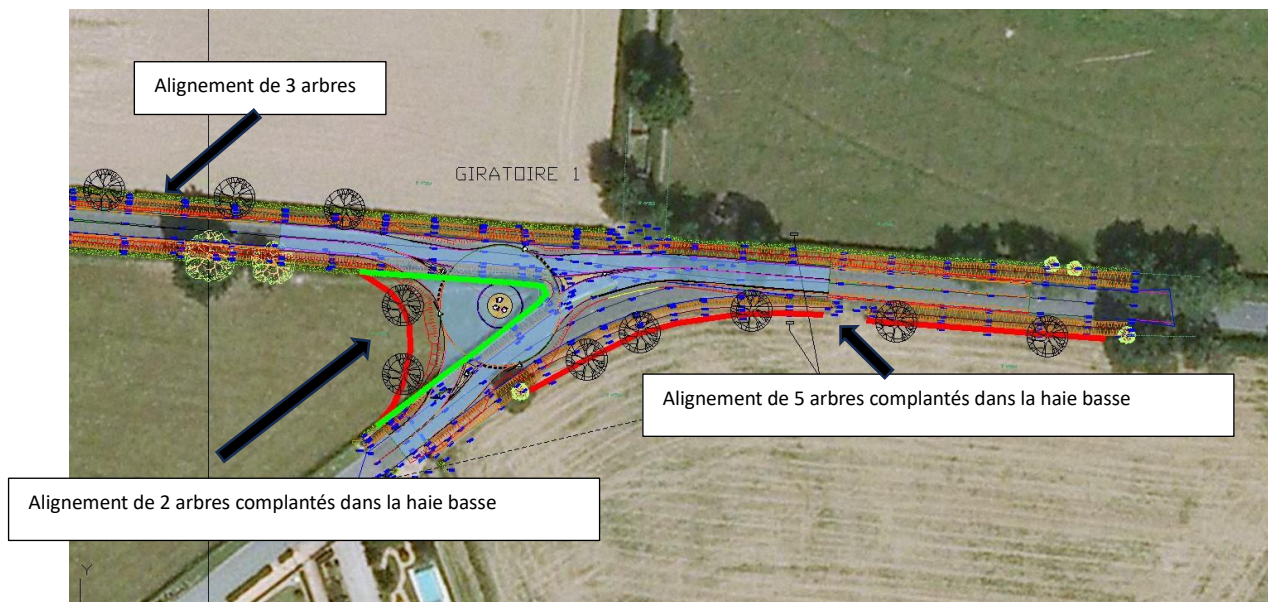 Alignement de 3 arbres
GIRATOIRE 1
Alignement de 5 arbres complantés dans la haie basse
Alignement de 2 arbres complantés dans la haie basse
Y